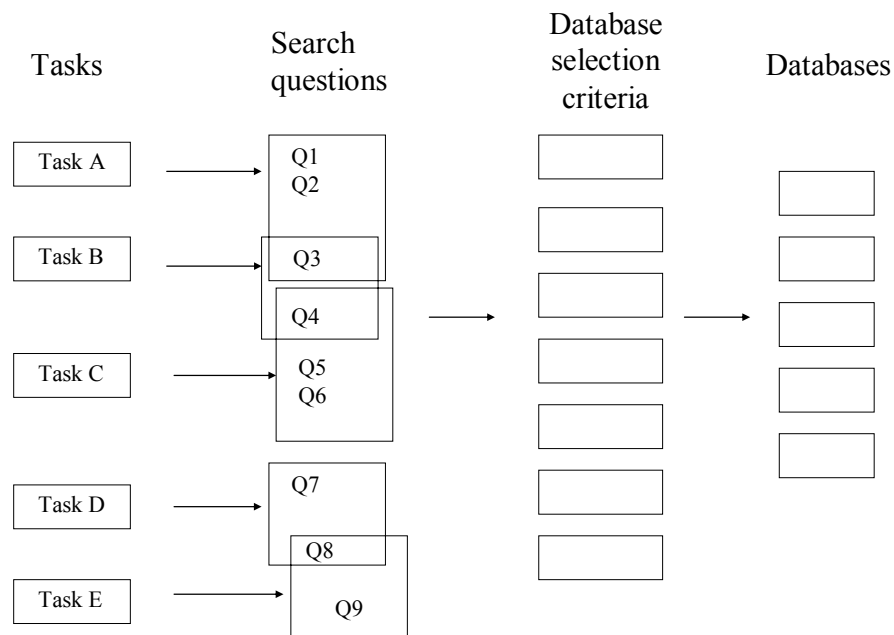 Tasks
Search
questions
Database
selection
criteria
Databases
Task A
Q1
Q2
Task B
Q3
Q4
Task C
Q5
Q6
Task D
Q7
Q8
Task E
Q9